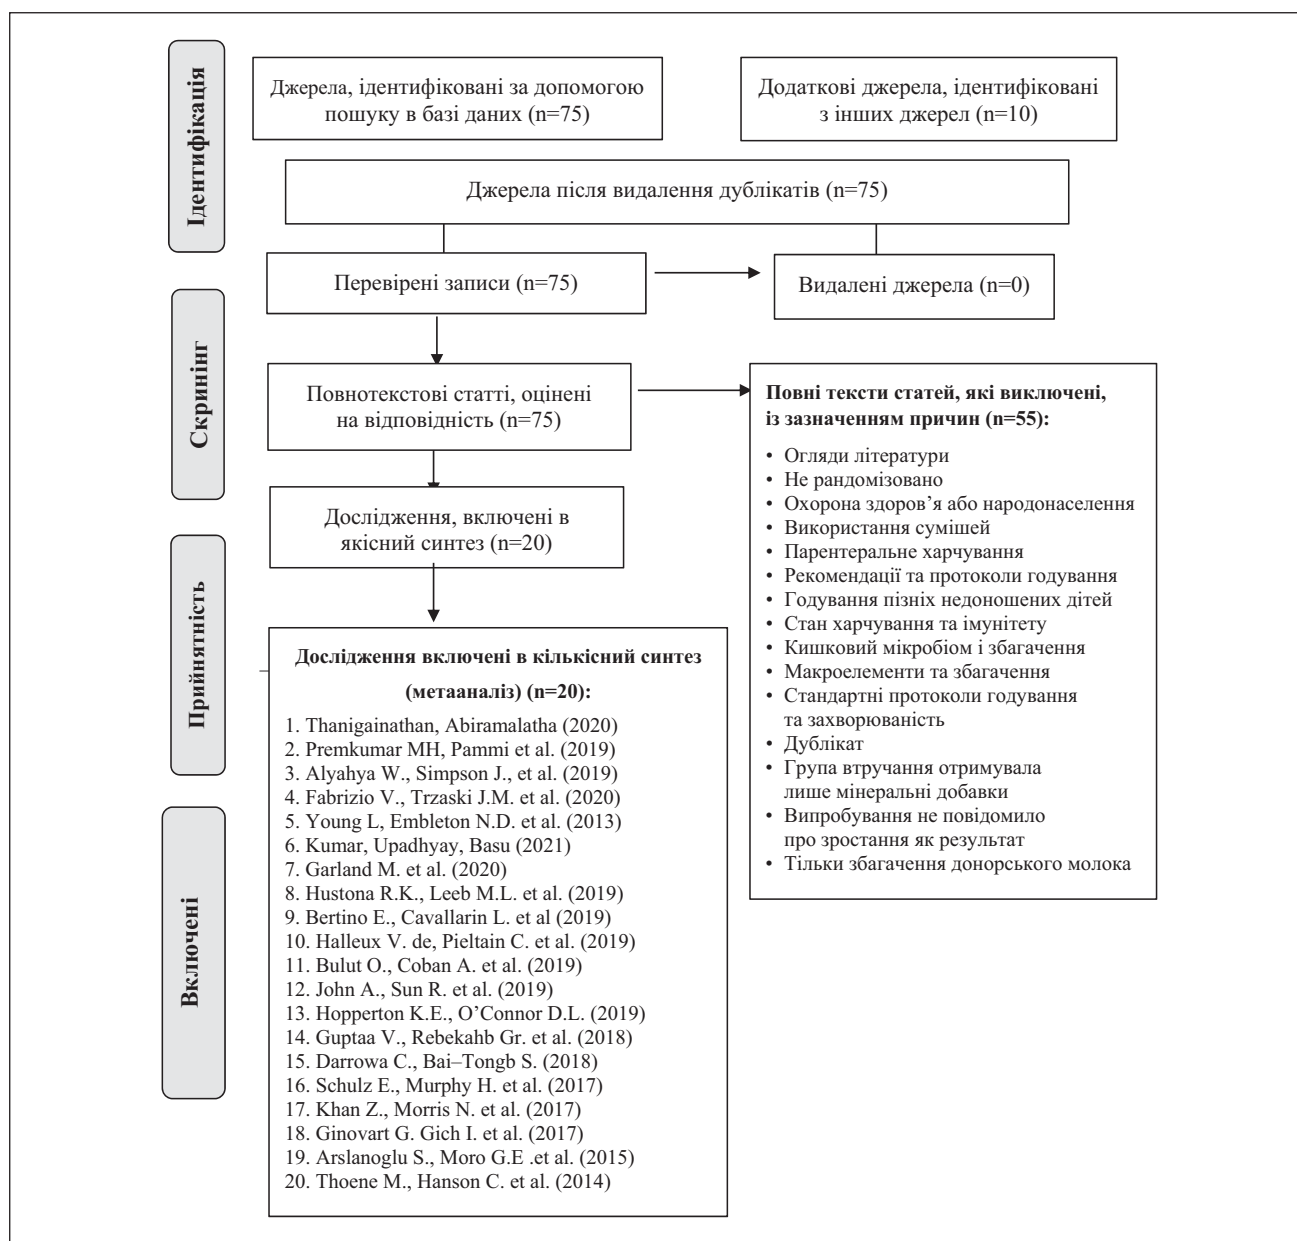 Ідентифікація
Джерела, ідентифіковані за допомогою
пошуку в базі даних (n=75)
Додаткові джерела, ідентифіковані
з інших джерел (n=10)
Джерела після видалення дублікатів (n=75)
Перевірені записи (n=75)
Видалені джерела (n=0)
Скринінг
Повнотекстові статті, оцінені
на відповідність (n=75)
Повні тексти статей, які виключені,
із зазначенням причин (n=55):
• Огляди літератури
• Не рандомізовано
• Охорона здоров’я або народонаселення
• Використання сумішей
• Парентеральне харчування
• Рекомендації та протоколи годування
• Годування пізніх недоношених дітей
• Стан харчування та імунітету
• Кишковий мікробіом і збагачення
• Макроелементи та збагачення
• Стандартні протоколи годування
та захворюваність
• Дублікат
• Група втручання отримувала
лише мінеральні добавки
• Випробування не повідомило
про зростання як результат
• Тільки збагачення донорського молока
Дослідження, включені в
якісний синтез (n=20)
Прийнятність
Дослідження включені в кількісний синтез
(метааналіз) (n=20):
1. Thanigainathan, Abiramalatha (2020)
2. Premkumar MH, Pammi et al. (2019)
3. Alyahya W., Simpson J., et al. (2019)
4. Fabrizio V., Trzaski J.M. et al. (2020)
5. Young L, Embleton N.D. et al. (2013)
6. Kumar, Upadhyay, Basu (2021)
7. Garland M. et al. (2020)
8. Hustona R.K., Leeb M.L. et al. (2019)
9. Bertino E., Cavallarin L. et al (2019)
10. Halleux V. de, Pieltain C. et al. (2019)
11. Bulut O., Coban A. et al. (2019)
12. John A., Sun R. et al. (2019)
13. Hopperton K.E., O’Connor D.L. (2019)
14. Guptaa V., Rebekahb Gr. et al. (2018)
15. Darrowa C., Bai–Tongb S. (2018)
16. Schulz E., Murphy H. et al. (2017)
17. Khan Z., Morris N. et al. (2017)
18. Ginovart G. Gich I. et al. (2017)
19. Arslanoglu S., Moro G.E .et al. (2015)
20. Thoene M., Hanson C. et al. (2014)
Включені